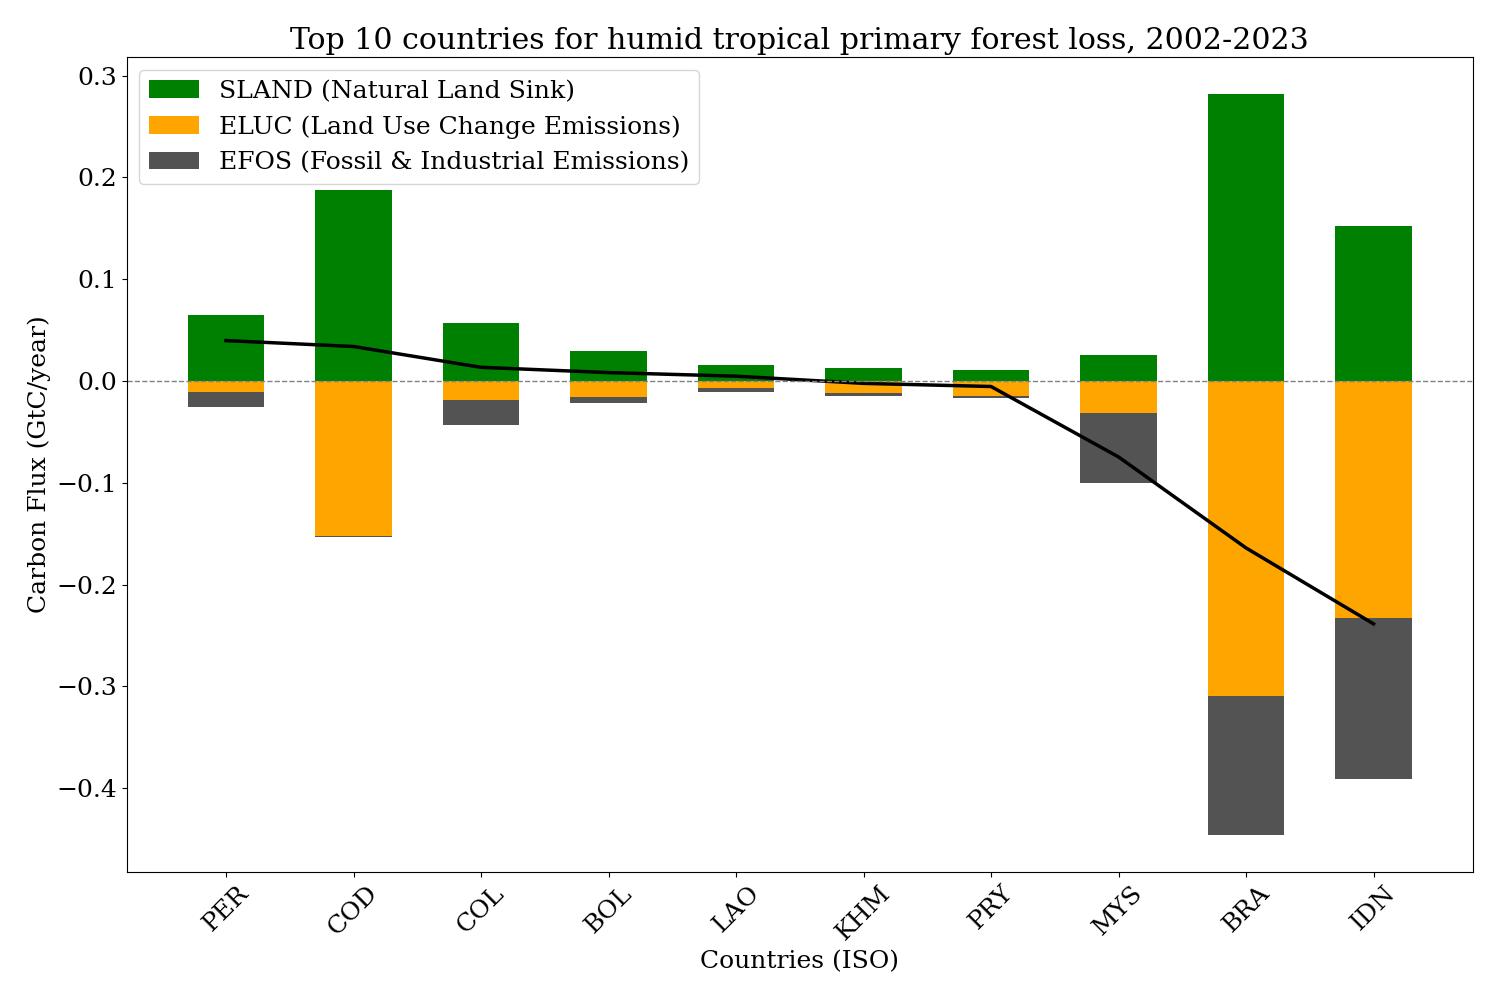 Top 10 countries for humid tropical primary forest loss, 2002-2023
SLAND (Natural Land Sink)
ELUC (Land Use Change Emissions)
EFOS (Fossil & Industrial Emissions)
Carbon Flux (GtC/year)
0.3
0.2
0.1
0.0
−0.1
−0.2
−0.3
−0.4
PER
COD
COL
BOL
LAO
KHM
PRY
MYS
BRA
IDN
Countries (ISO)